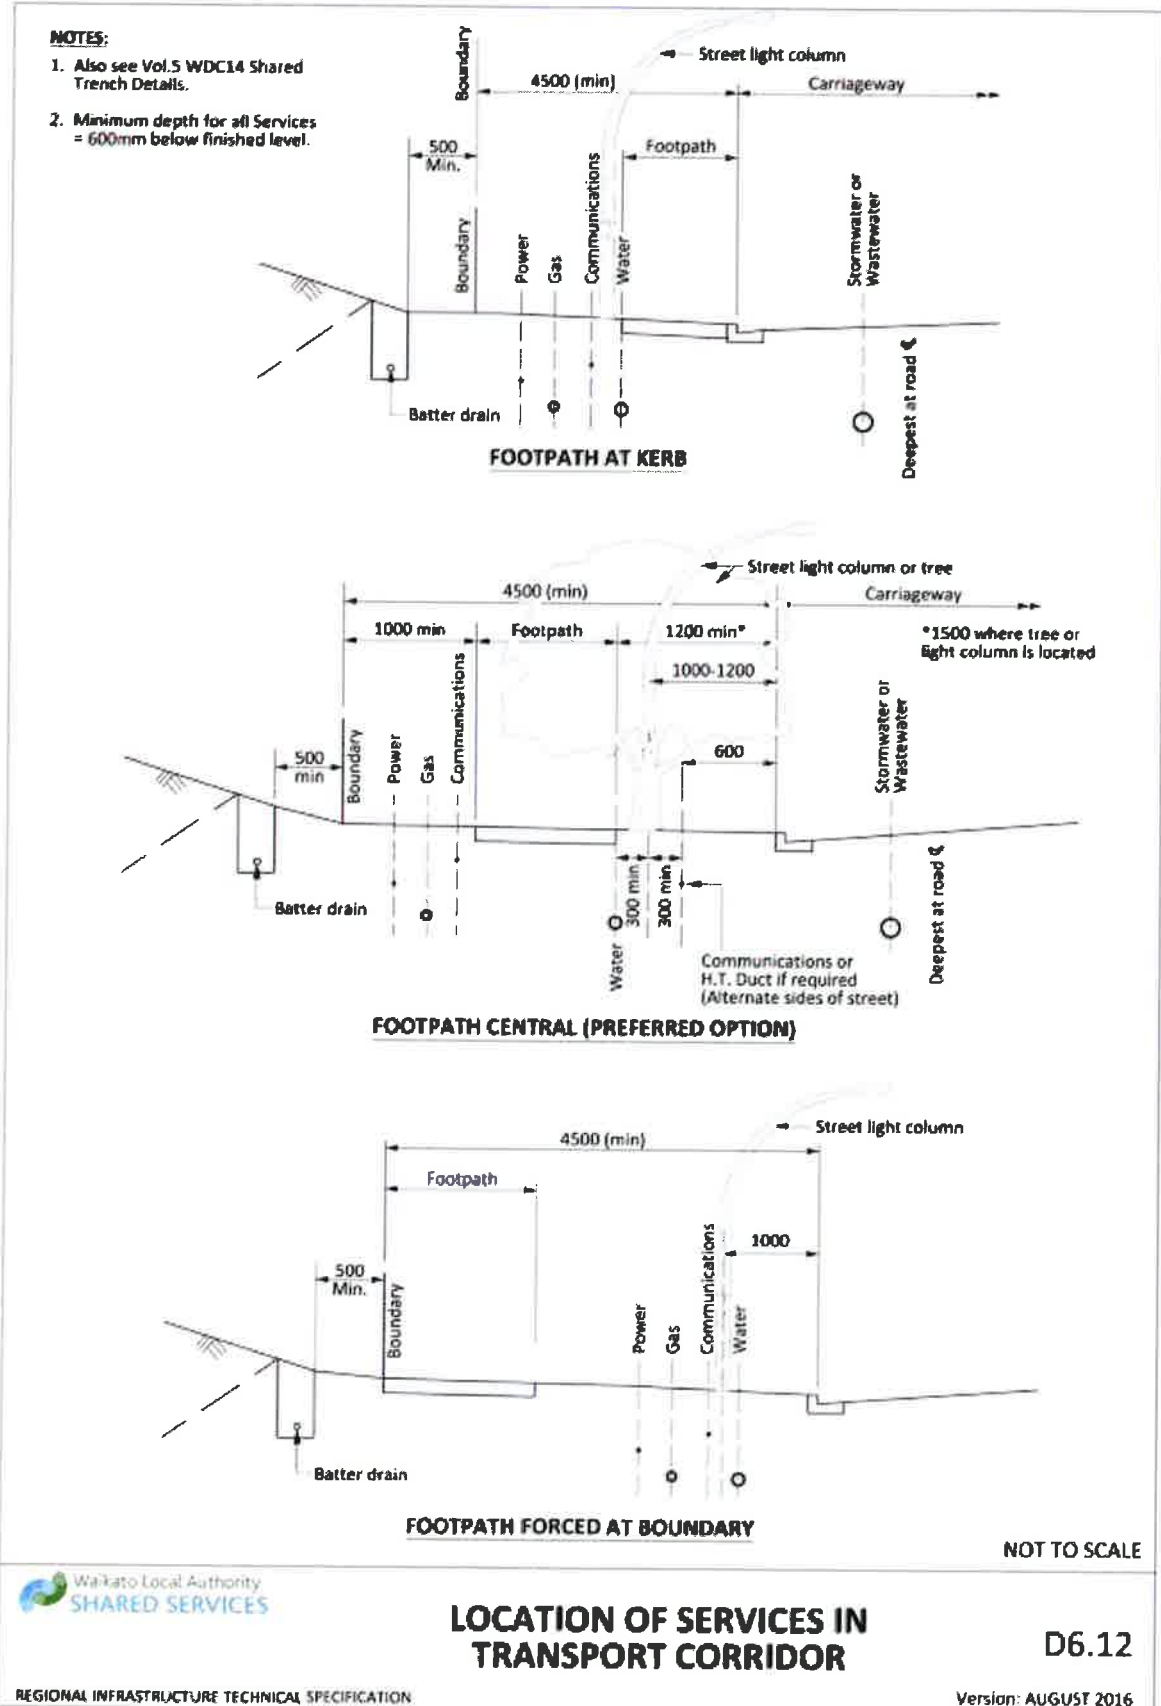 NOTES:
1. Also see Vol.5 WDC14 Shared
Trench Details.
2. Minimum depth for all Services
= 600mm below finished level.
Boundary
Street light column
4500 (min)
Carriageway
500
Min.
Footpath
Boundary
Power
Gas
Communications
Water
Stormwater or
Wastewater
Batter drain
Deepest at road
FOOTPATH AT KERB
Street light column or tree
4500 (min)
Carriageway
1000 min
Footpath
1200 min*
*1500 where tree or
light column is located
1000-1200
600
500
min
Boundary
Power
Gas
Communications
Stormwater or
Wastewater
Batter drain
Water
300 min
300 min
Deepest at road
Communications or
H.T. Duct if required
(Alternate sides of street)
FOOTPATH CENTRAL (PREFERRED OPTION)
Street light column
4500 (min)
Footpath
1000
500
Min.
Boundary
Power
Gas
Communications
Water
Batter drain
FOOTPATH FORCED AT BOUNDARY
NOT TO SCALE
Waikato Local Authority
SHARED SERVICES
LOCATION OF SERVICES IN
TRANSPORT CORRIDOR
D6.12
REGIONAL INFRASTRUCTURE TECHNICAL SPECIFICATION
Version: AUGUST 2016